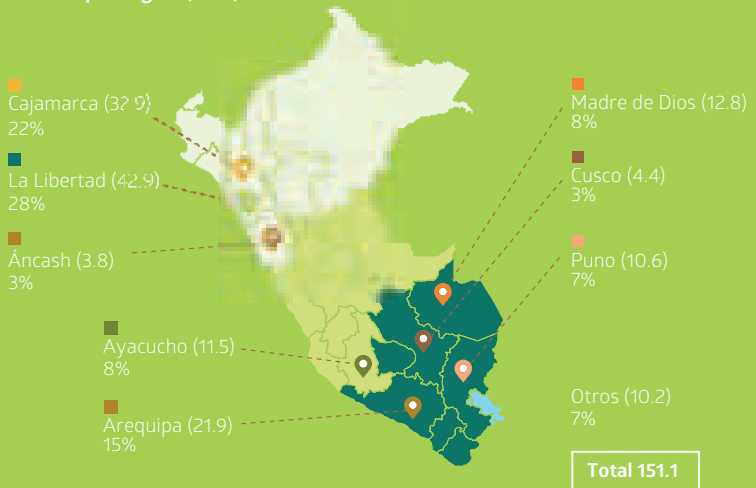 Cajamarca (32.9)
22%
La Libertad (42.9)
28%
Áncash (3.8)
3%
Ayacucho (11.5)
8%
Arequipa (21.9)
15%
Madre de Dios (12.8)
8%
Cusco (4.4)
3%
Puno (10.6)
7%
Otros (10.2)
7%
Total 151.1